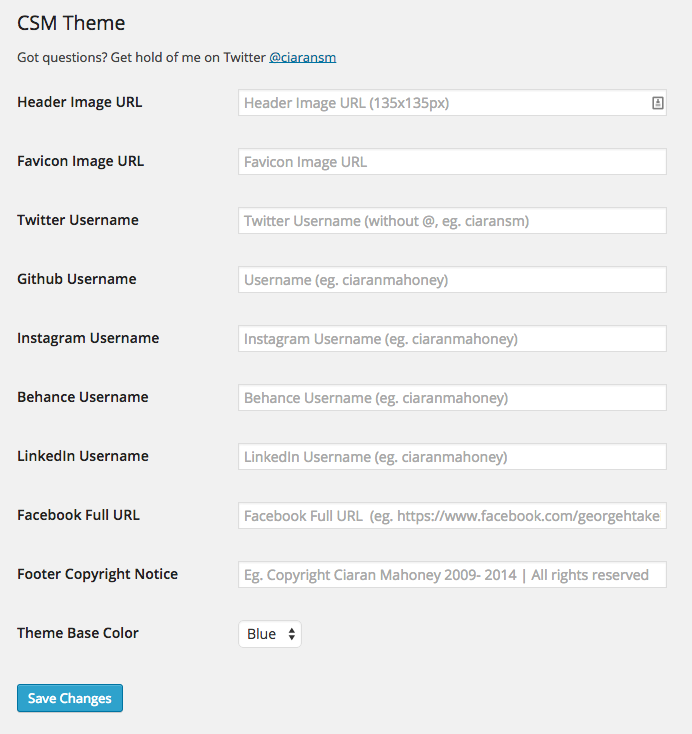 CSM Theme
Got questions? Get hold of me on Twitter @ciaransm
Header Image URL
Header Image URL (135x135px)
Favicon Image URL
Favicon Image URL
Twitter Username
Twitter Username (without @, eg. ciaransm)
Github Username
Username (eg. ciaranmahoney)
Instagram Username
Instagram Username (eg. ciaranmahoney)
Behance Username
Behance Username (eg. ciaranmahoney)
LinkedIn Username
LinkedIn Username (eg. ciaranmahoney)
Facebook Full URL
Facebook Full URL  (eg. https://www.facebook.com/georgehtake
Footer Copyright Notice
Eg. Copyright Ciaran Mahoney 2009- 2014 | All rights reserved
Theme Base Color
Blue
Save Changes